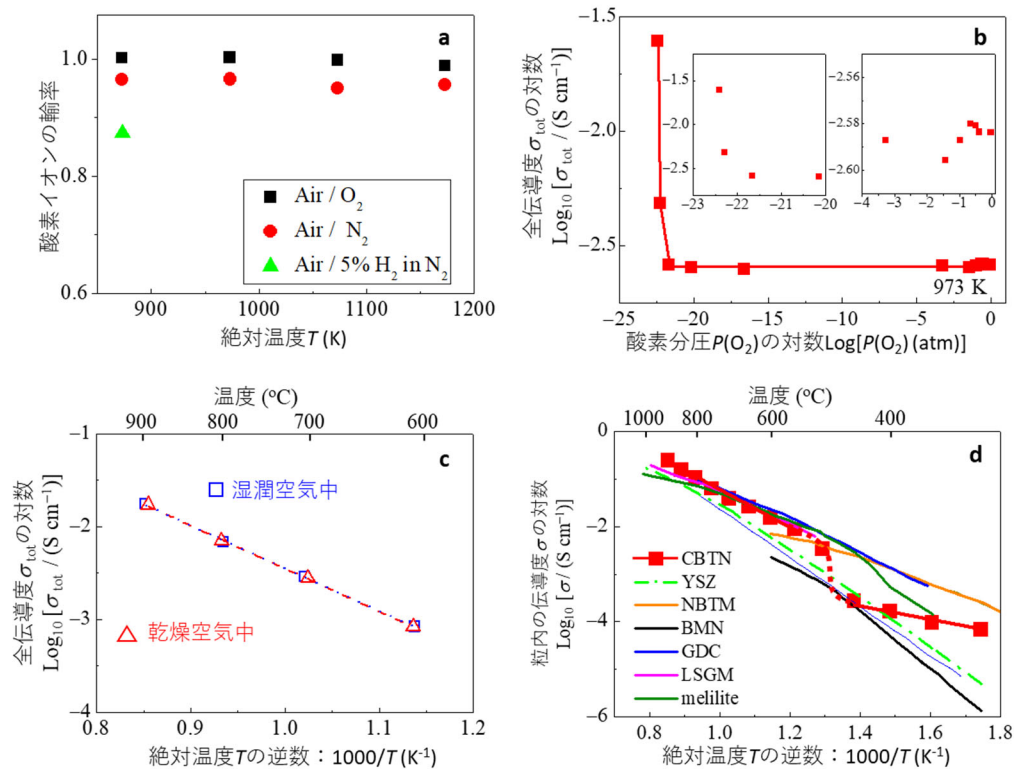 a
酸素イオンの輸率
1.0
0.8
0.6
Air / O₂
Air / N₂
Air / 5% H₂ in N₂
900
1000
1100
1200
絶対温度T (K)
b
全伝導度σtotの対数
Log₁₀ [σtot / (S cm⁻¹)]
−1.5
−2.0
−2.5
−1.5
−2.0
−2.5
−23
−22
−21
−20
−2.56
−2.58
−2.60
−4
−3
−2
−1
0
973 K
−25
−20
−15
−10
−5
0
酸素分圧P(O₂)の対数Log[P(O₂) (atm)]
温度 (°C)
900
800
700
600
c
全伝導度σtotの対数
Log₁₀ [σtot / (S cm⁻¹)]
−1
−2
−3
−4
湿潤空気中
乾燥空気中
0.8
0.9
1.0
1.1
1.2
絶対温度Tの逆数：1000/T (K⁻¹)
温度 (°C)
1000
800
600
400
d
粒内の伝導度σの対数
Log₁₀ [σ/ (S cm⁻¹)]
0
−2
−4
−6
CBTN
YSZ
NBTM
BMN
GDC
LSGM
melilite
0.8
1.0
1.2
1.4
1.6
1.8
絶対温度Tの逆数：1000/T (K⁻¹)